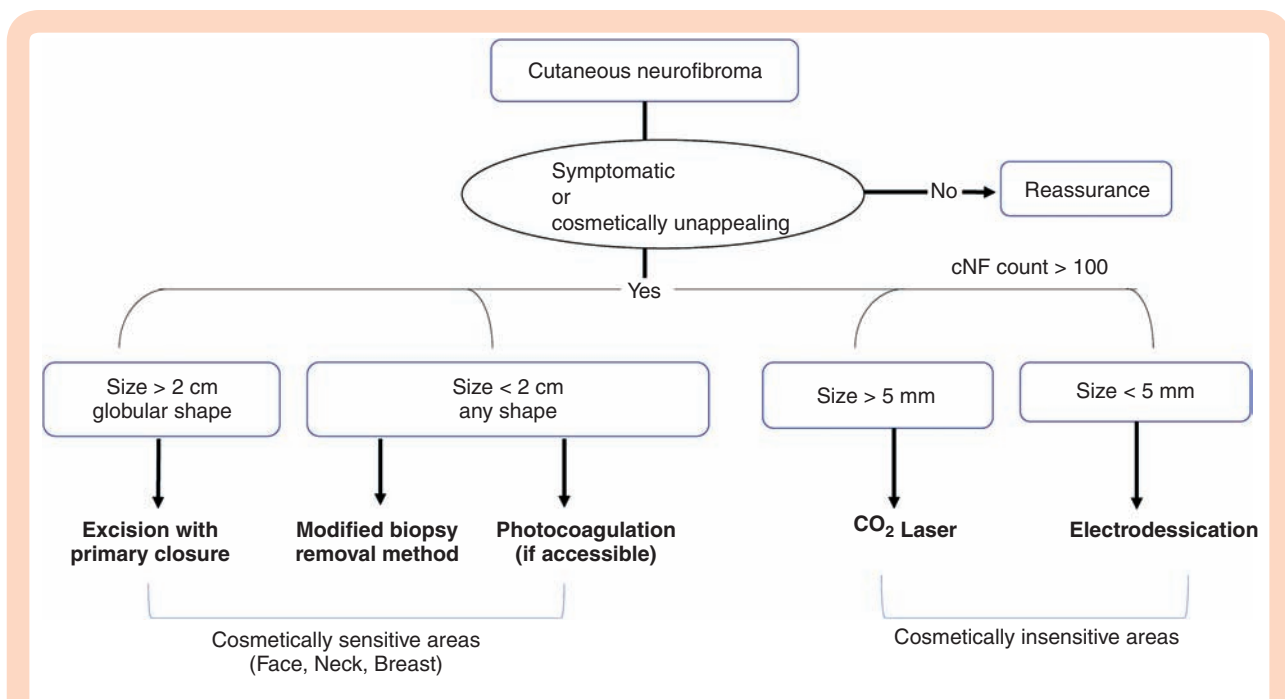 Cutaneous neurofibroma
Symptomatic
or
cosmetically unappealing
No
Reassurance
Yes
cNF count > 100
Size > 2 cm
globular shape
Size < 2 cm
any shape
Size > 5 mm
Size < 5 mm
Excision with
primary closure
Modified biopsy
removal method
Photocoagulation
(if accessible)
CO2 Laser
Electrodessication
Cosmetically sensitive areas
(Face, Neck, Breast)
Cosmetically insensitive areas